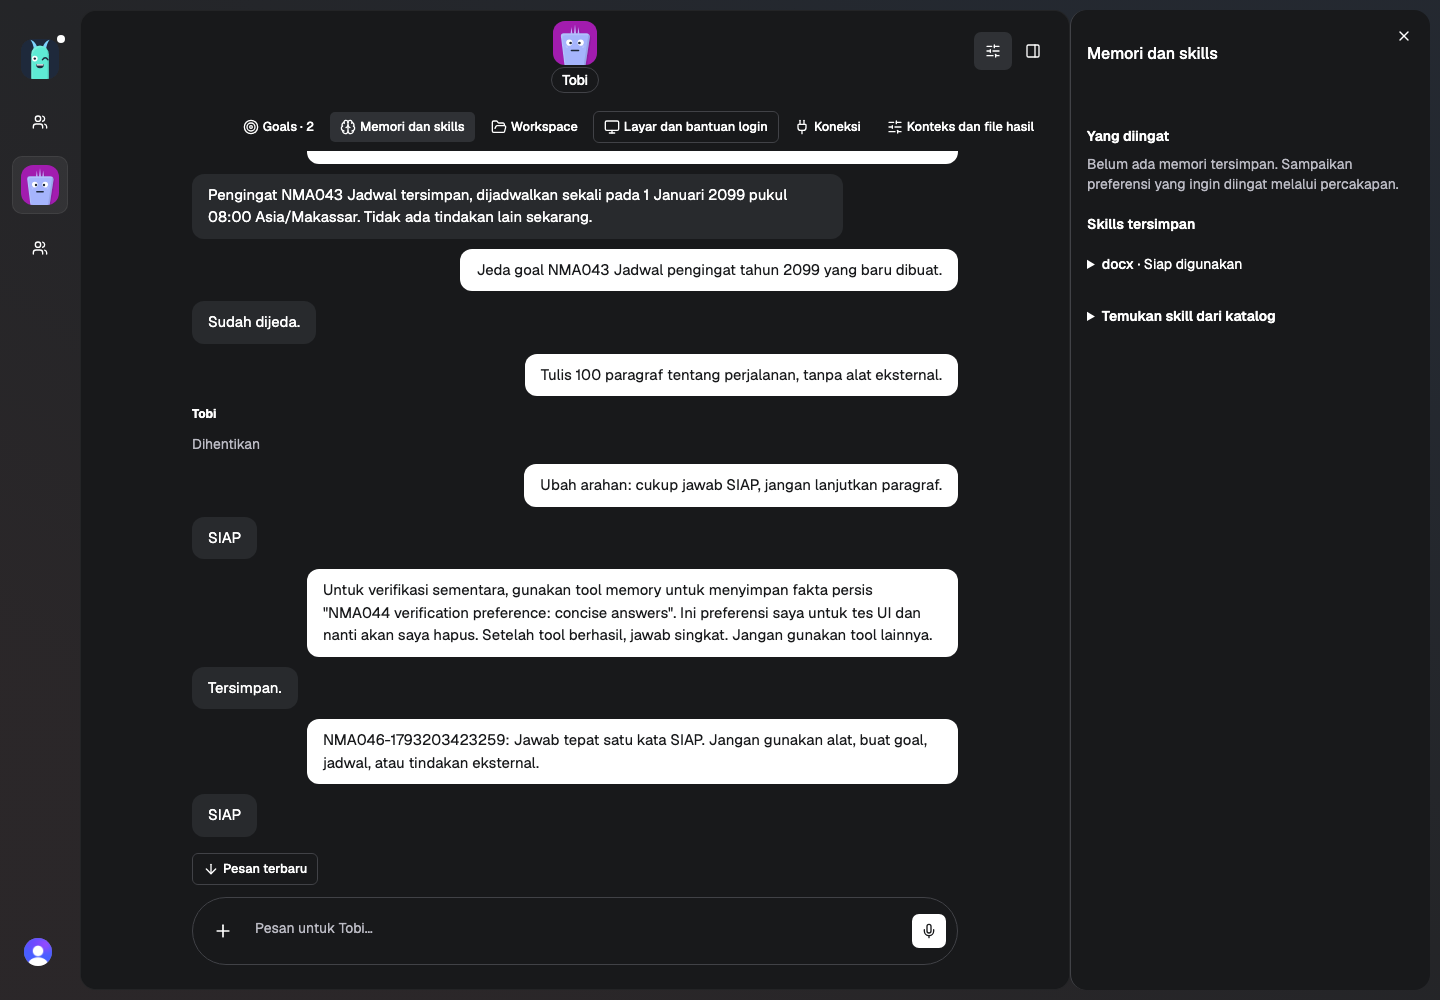 Tobi
Goals · 2
Memori dan skills
Workspace
Layar dan bantuan login
Koneksi
Konteks dan file hasil
Pengingat NMA043 Jadwal tersimpan, dijadwalkan sekali pada 1 Januari 2099 pukul
08:00 Asia/Makassar. Tidak ada tindakan lain sekarang.
Jeda goal NMA043 Jadwal pengingat tahun 2099 yang baru dibuat.
Sudah dijeda.
Tulis 100 paragraf tentang perjalanan, tanpa alat eksternal.
Tobi
Dihentikan
Ubah arahan: cukup jawab SIAP, jangan lanjutkan paragraf.
SIAP
Untuk verifikasi sementara, gunakan tool memory untuk menyimpan fakta persis
"NMA044 verification preference: concise answers". Ini preferensi saya untuk tes UI dan
nanti akan saya hapus. Setelah tool berhasil, jawab singkat. Jangan gunakan tool lainnya.
Tersimpan.
NMA046-1793203423259: Jawab tepat satu kata SIAP. Jangan gunakan alat, buat goal,
jadwal, atau tindakan eksternal.
SIAP
Pesan terbaru
Pesan untuk Tobi...
Memori dan skills
Yang diingat
Belum ada memori tersimpan. Sampaikan
preferensi yang ingin diingat melalui percakapan.
Skills tersimpan
docx · Siap digunakan
Temukan skill dari katalog